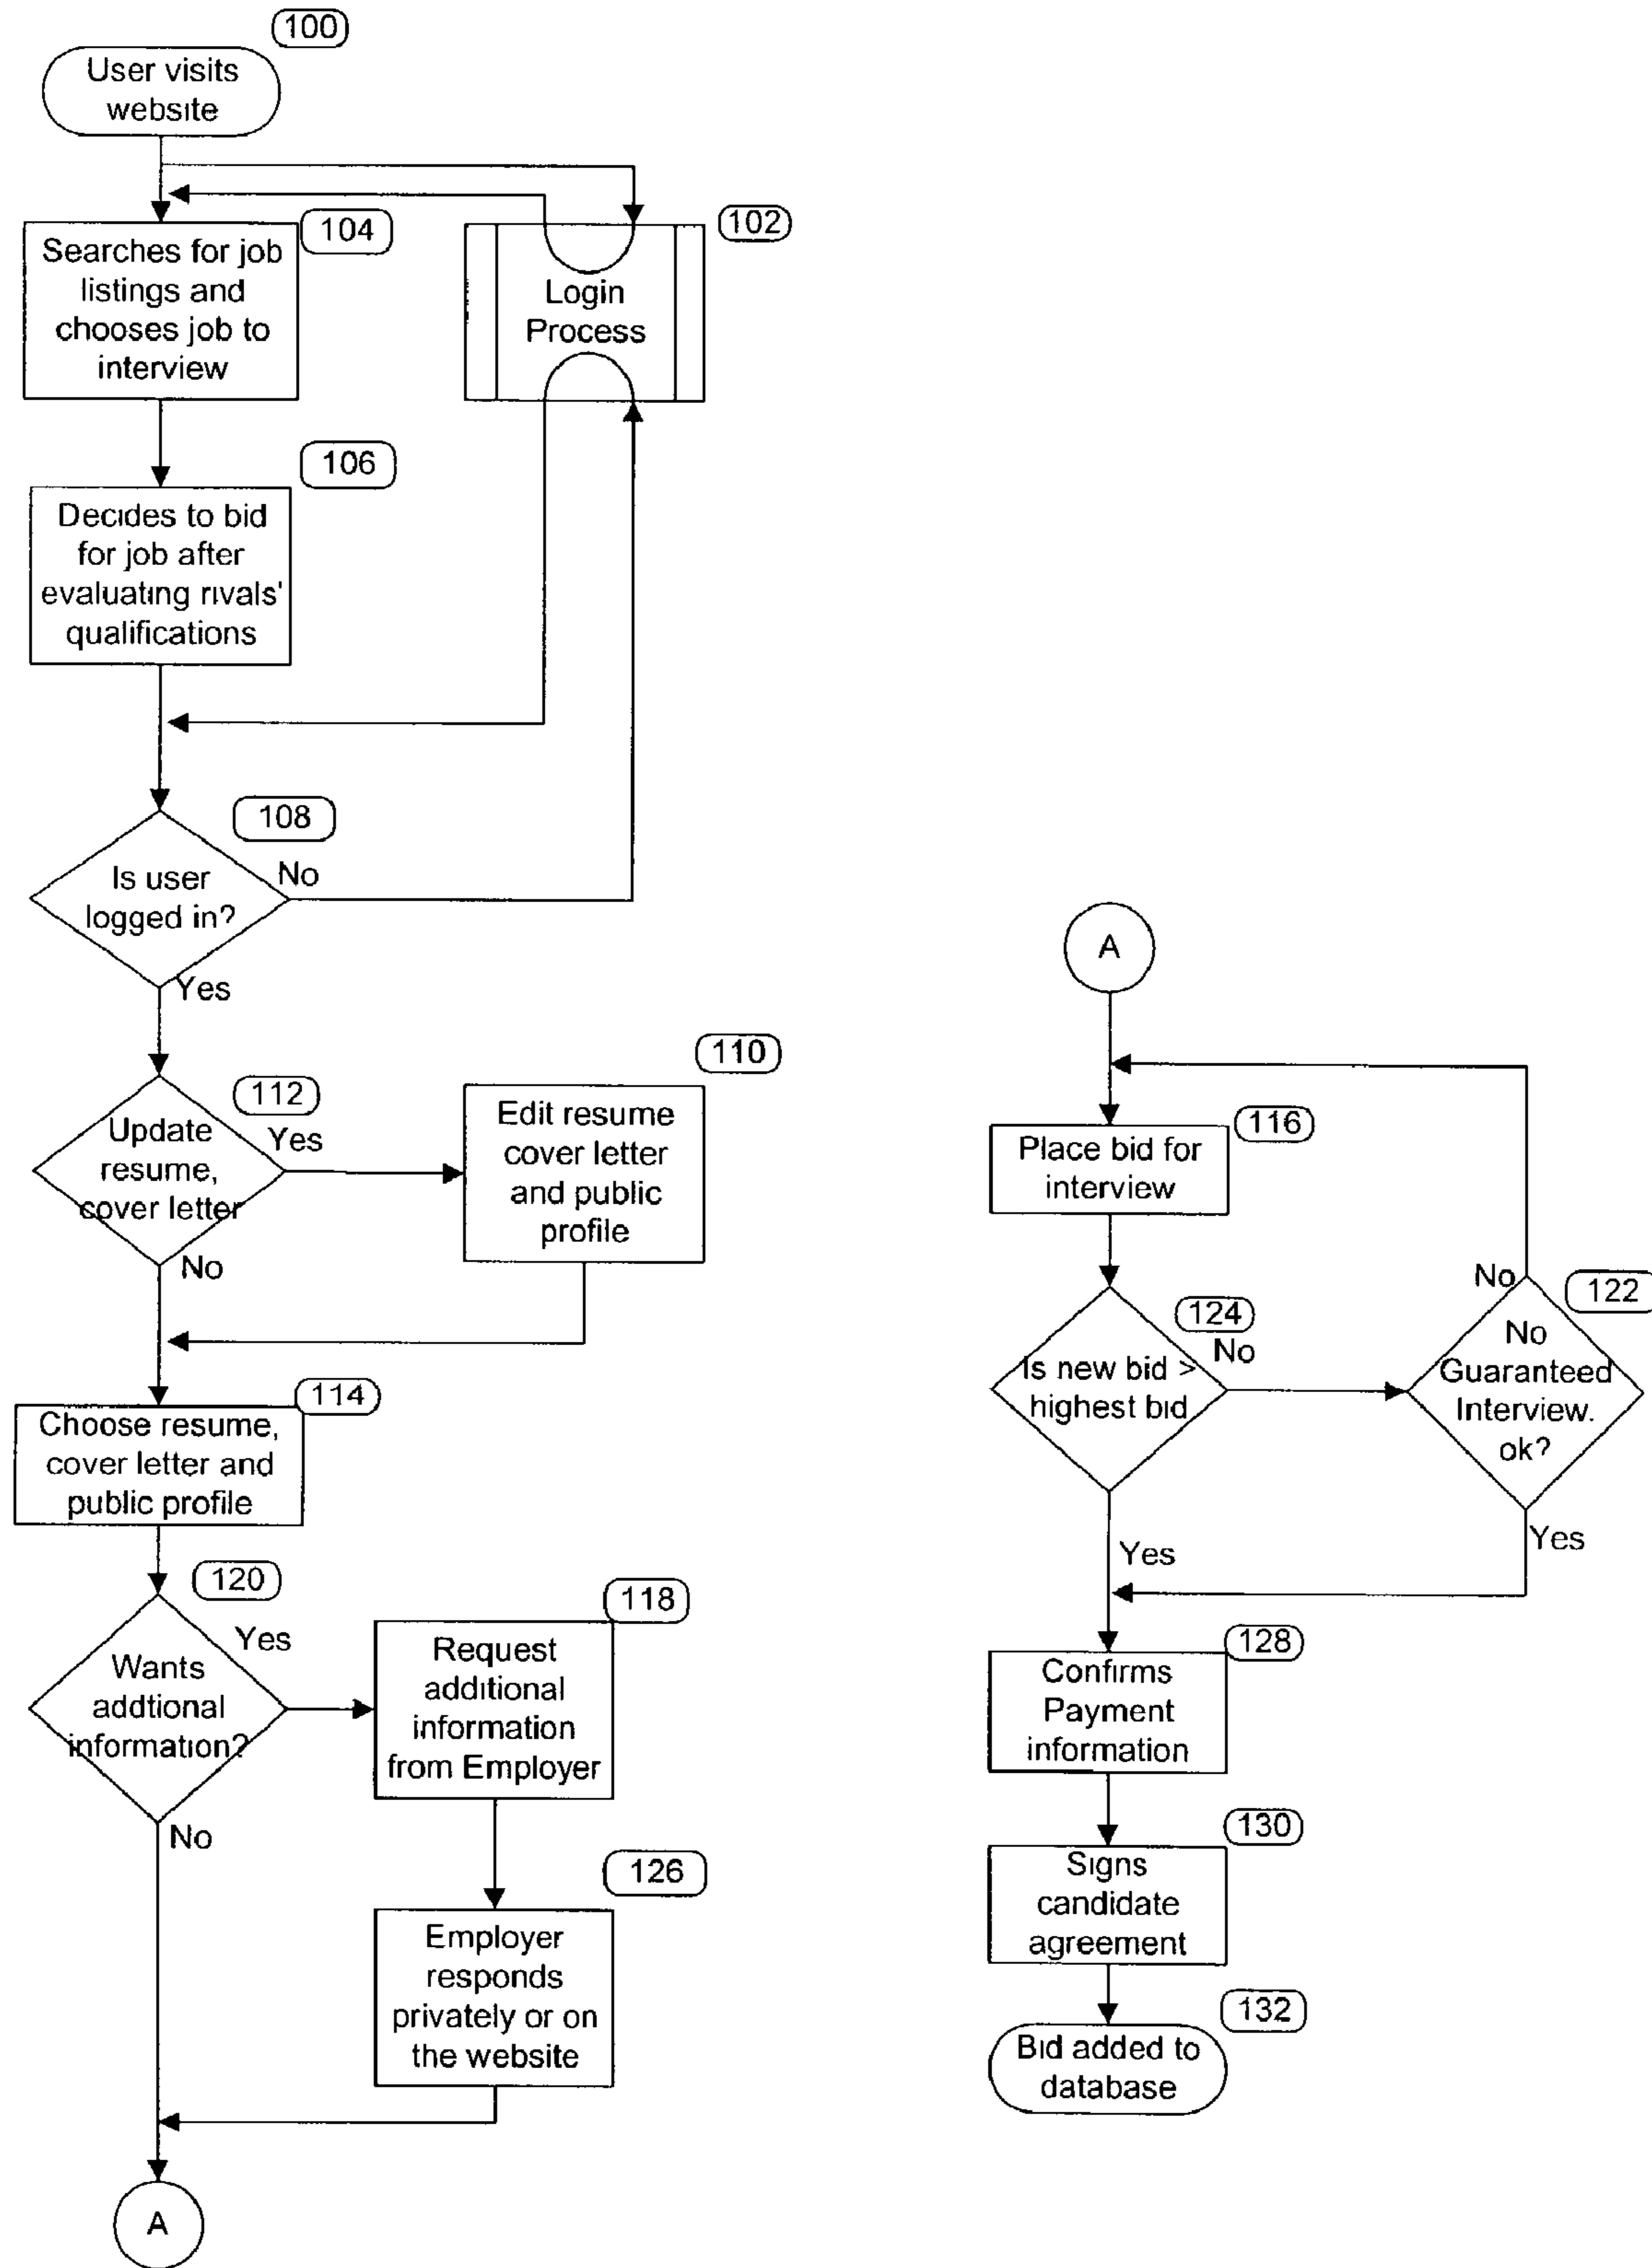 100
User visits
website
104
Searches for job
listings and
chooses job to
interview
102
Login
Process
106
Decides to bid
for job after
evaluating rivals'
qualifications
108
Is user
logged in?
No
Yes
112
Update
resume,
cover letter
Yes
No
110
Edit resume
cover letter
and public
profile
114
Choose resume,
cover letter and
public profile
120
Wants
addtional
information?
Yes
No
118
Request
additional
information
from Employer
126
Employer
responds
privately or on
the website
A
A
116
Place bid for
interview
124
Is new bid >
highest bid
No
Yes
122
No
Guaranteed
Interview.
ok?
No
Yes
128
Confirms
Payment
information
130
Signs
candidate
agreement
132
Bid added to
database